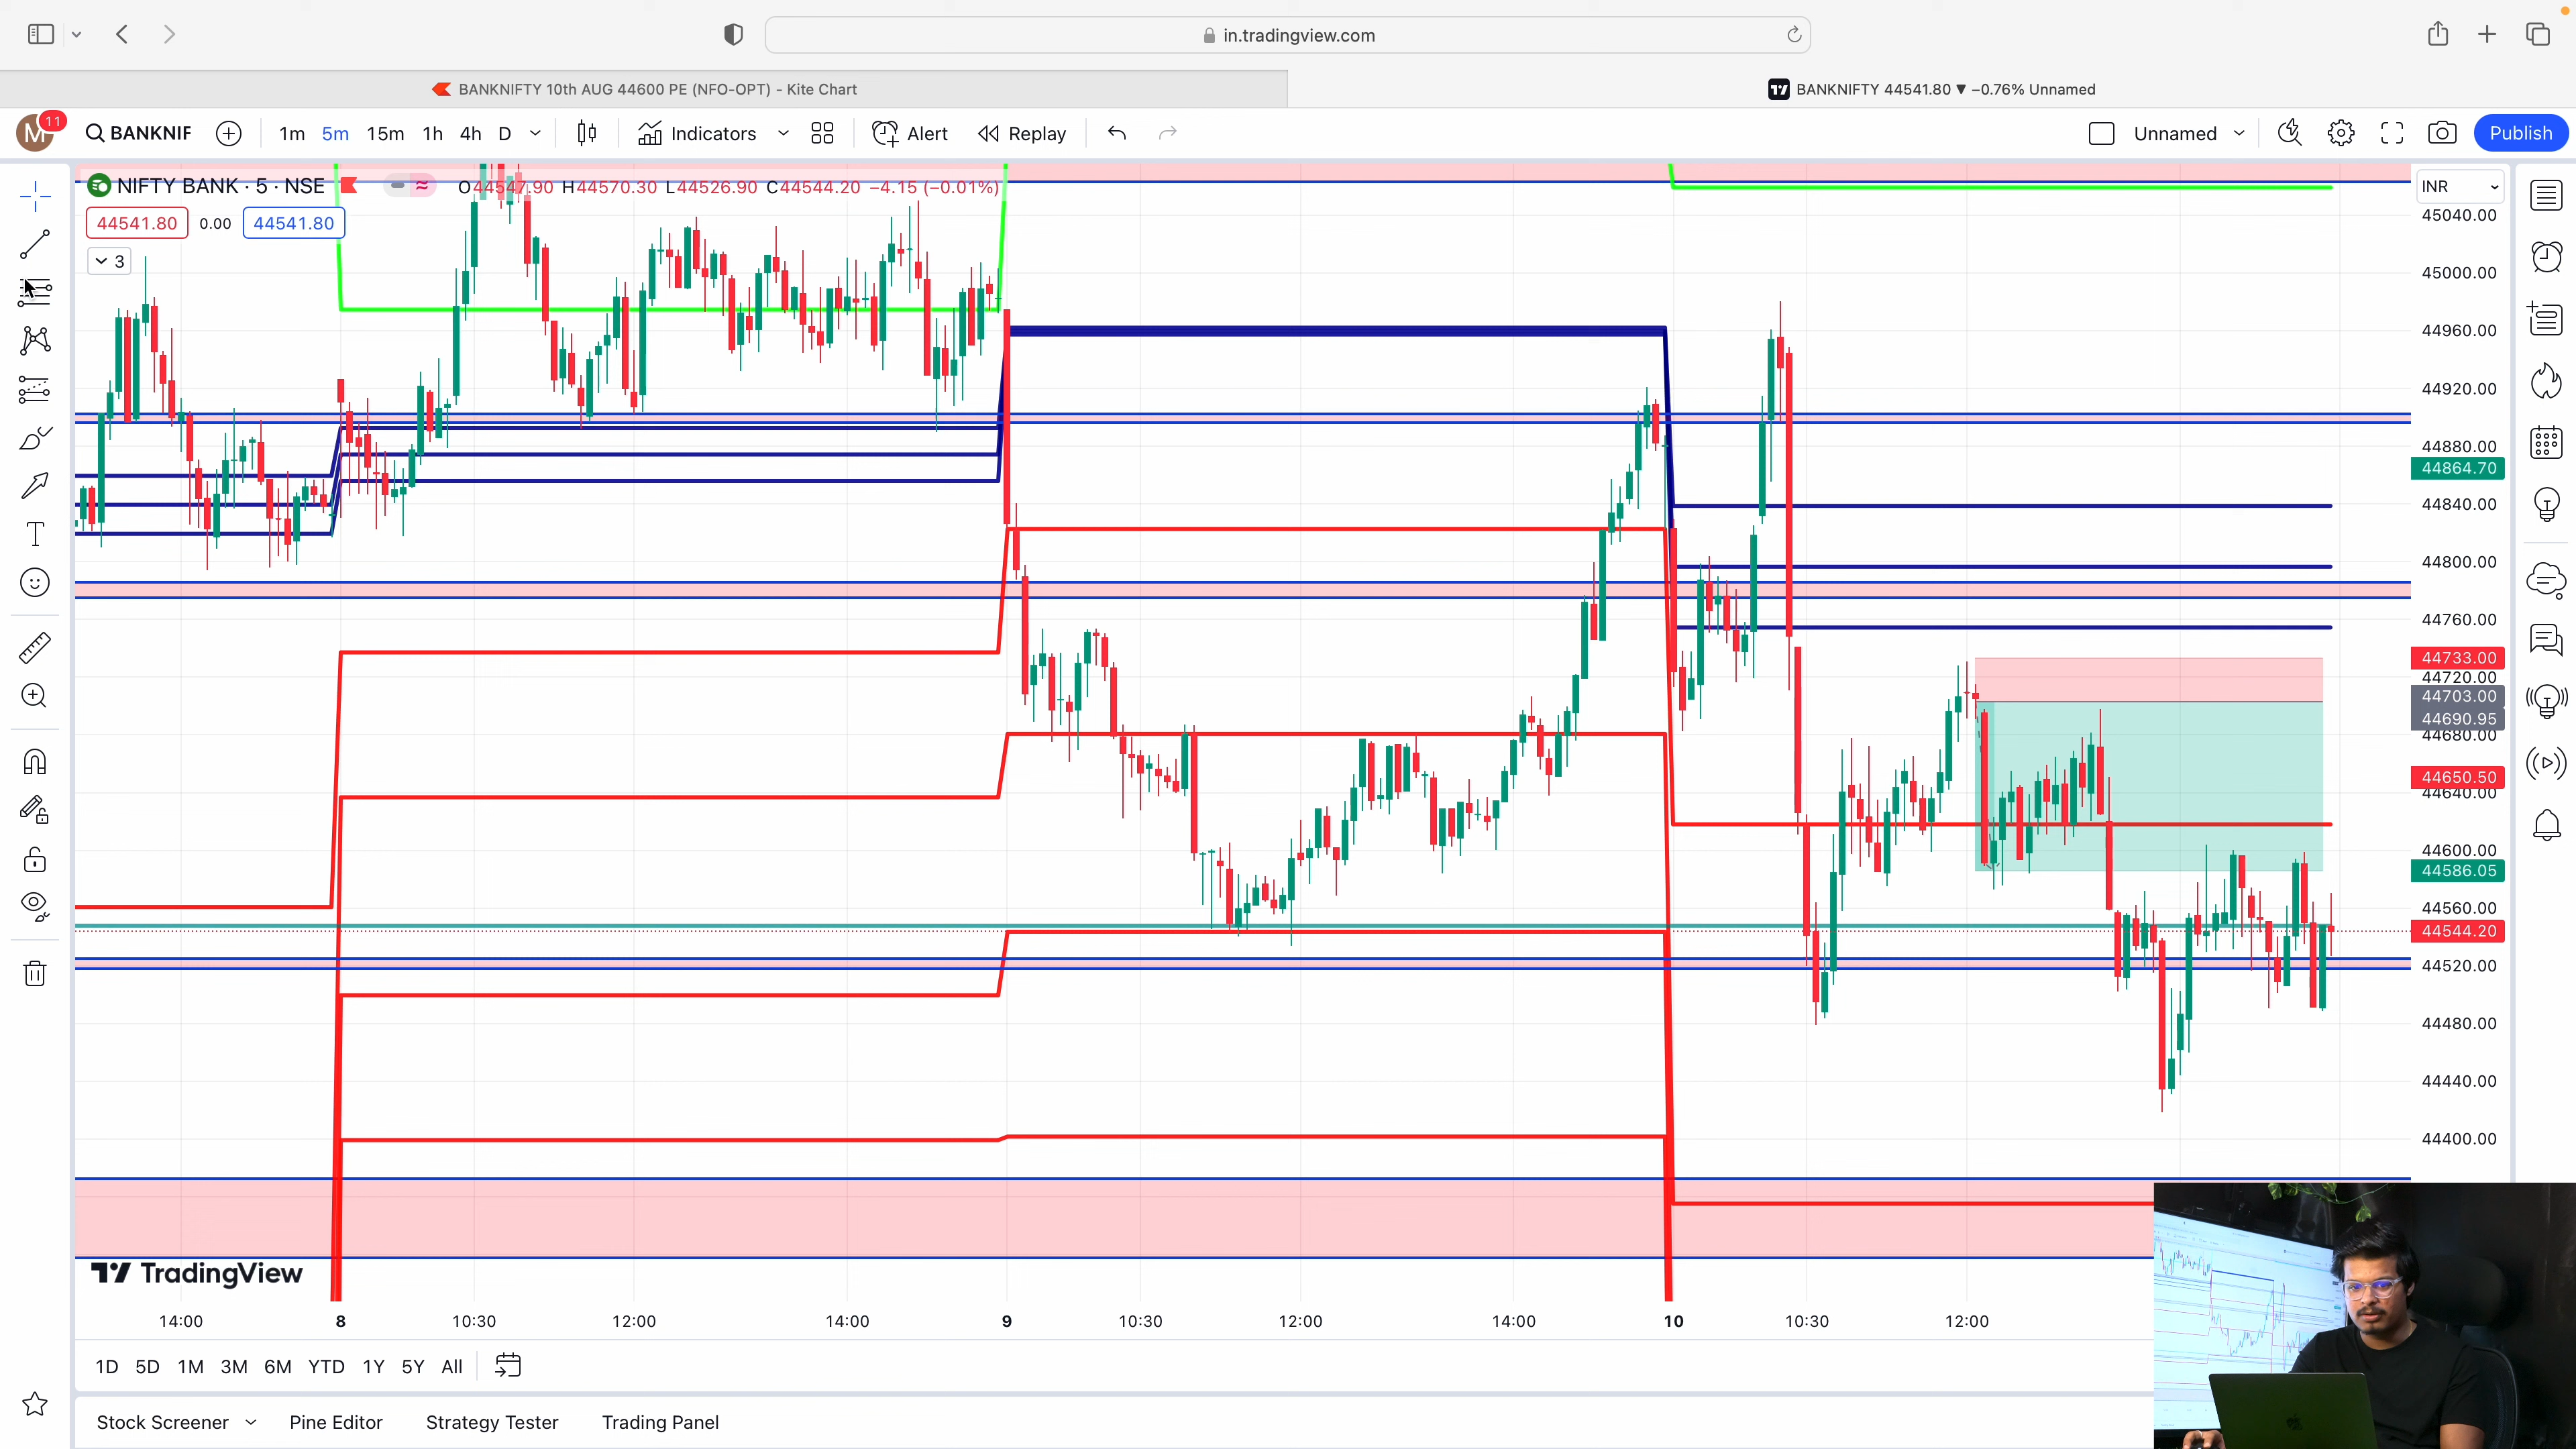 in.tradingview.com
BANKNIFTY 10th AUG 44600 PE (NFO-OPT) - Kite Chart
BANKNIFTY 44541.80 ▼ −0.76% Unnamed
M 11 BANKNIF 1m 5m 15m 1h 4h D Indicators Alert Replay Unnamed Publish
NIFTY BANK · 5 · NSE O44547.90 H44570.30 L44526.90 C44544.20 −4.15 (−0.01%)
INR
44541.80 0.00 44541.80
3
45040.00
45000.00
44960.00
44920.00
44880.00
44864.70
44840.00
44800.00
44760.00
44733.00
44720.00
44703.00
44690.95
44680.00
44650.50
44640.00
44600.00
44586.05
44560.00
44544.20
44520.00
44480.00
44440.00
44400.00
TradingView
14:00 8 10:30 12:00 14:00 9 10:30 12:00 14:00 10 10:30 12:00
1D 5D 1M 3M 6M YTD 1Y 5Y All
Stock Screener Pine Editor Strategy Tester Trading Panel